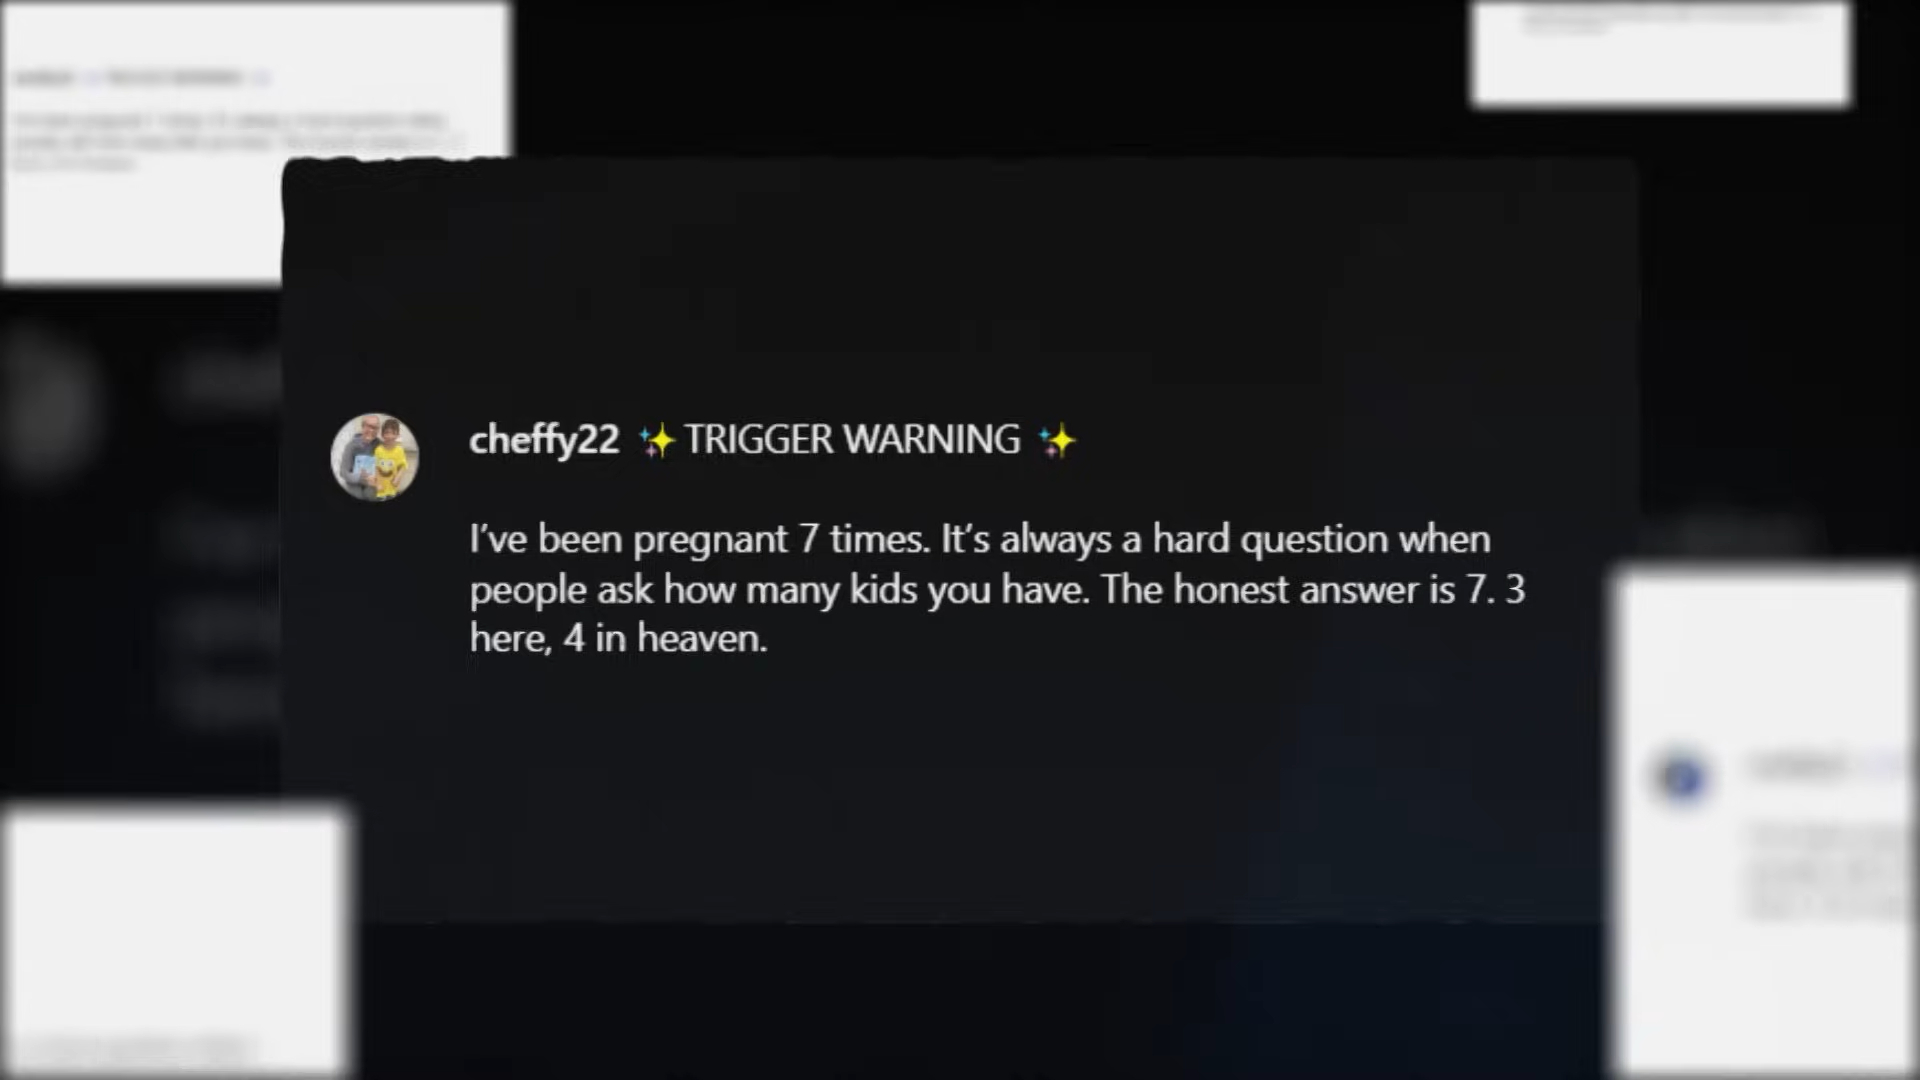 cheffy22 ✨ TRIGGER WARNING ✨
I’ve been pregnant 7 times. It’s always a hard question when
people ask how many kids you have. The honest answer is 7. 3
here, 4 in heaven.